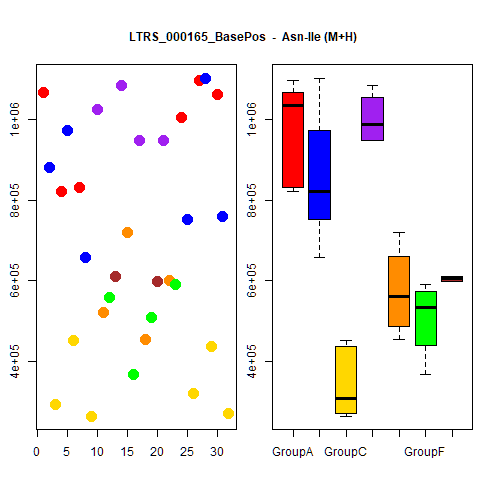 LTRS_000165_BasePos - Asn-Ile (M+H)
1e+06
8e+05
6e+05
4e+05
1e+06
8e+05
6e+05
4e+05
0 5 10 15 20 25 30
GroupA GroupC GroupF